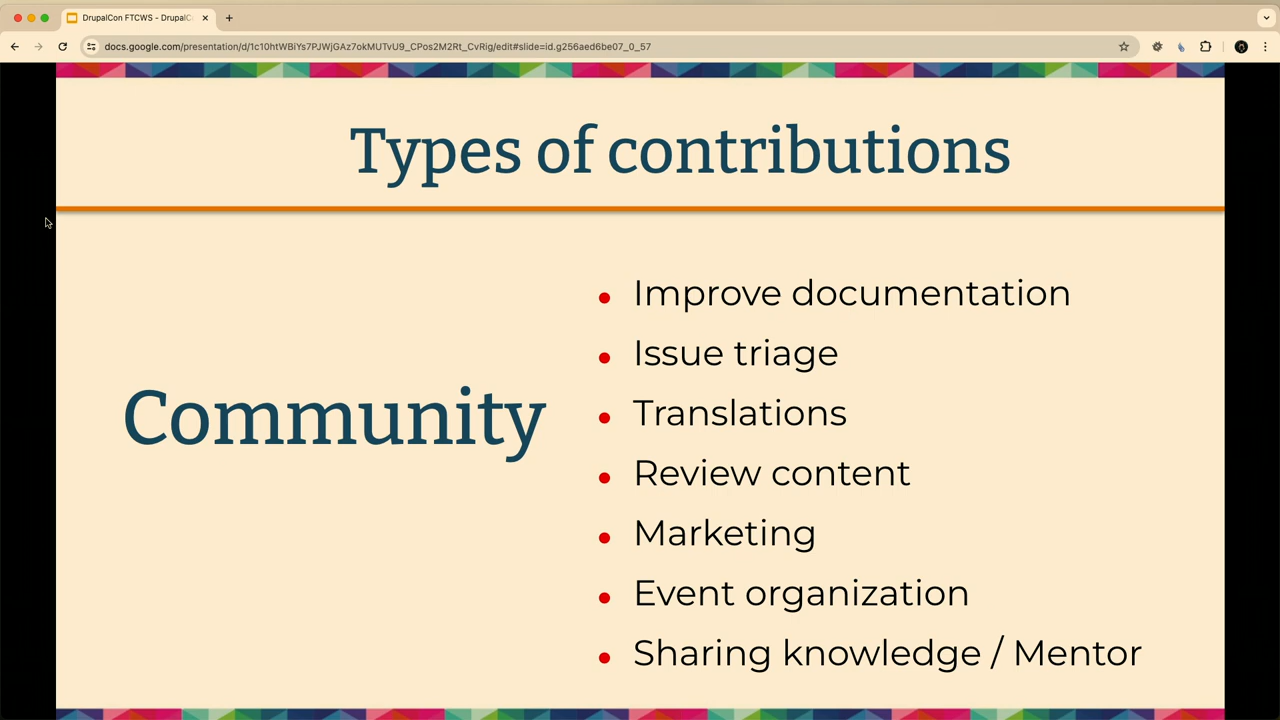 DrupalCon FTCWS - DrupalC
docs.google.com/presentation/d/1c10htWBiYs7PJWjGAz7okMUTvU9_CPos2M2Rt_CvRig/edit#slide=id.g256aed6be07_0_57
Types of contributions
Community
Improve documentation
Issue triage
Translations
Review content
Marketing
Event organization
Sharing knowledge / Mentor